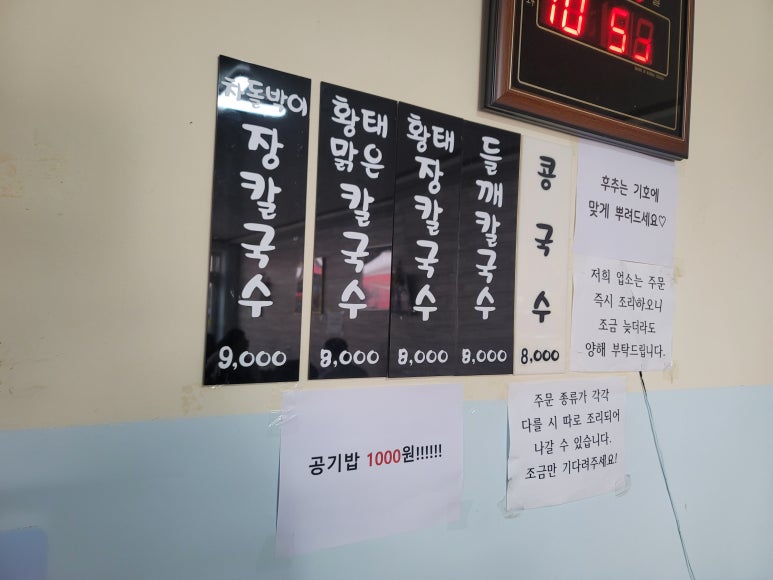 10 53
차돌박이
장칼국수
9,000
황태
맑은
칼국수
8,000
황태
장칼국수
8,000
들깨칼국수
8,000
콩국수
8,000
후추는 기호에
맞게 뿌려드세요♡
저희 업소는 주문
즉시 조리하오니
조금 늦더라도
양해 부탁드립니다.
공기밥 1000원!!!!!!
주문 종류가 각각
다를 시 따로 조리되어
나갈 수 있습니다.
조금만 기다려주세요!